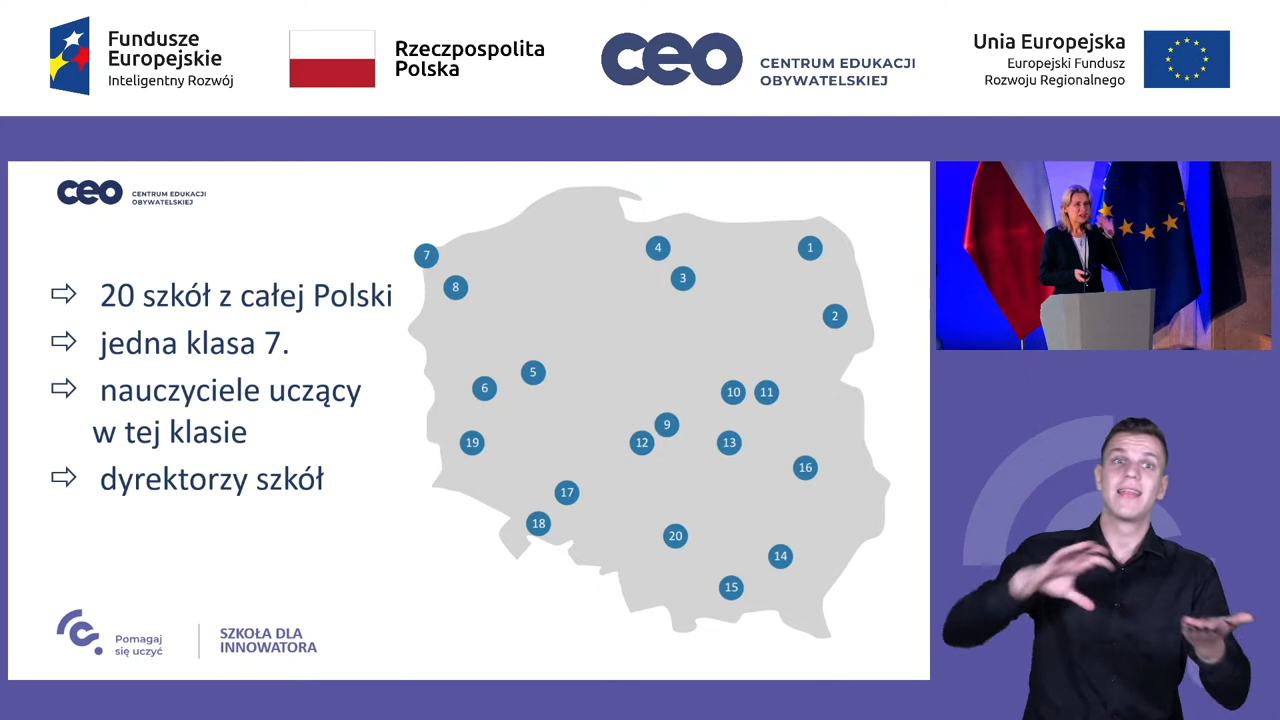 Fundusze
Europejskie
Inteligentny Rozwój
Rzeczpospolita
Polska
ceo
CENTRUM EDUKACJI
OBYWATELSKIEJ
Unia Europejska
Europejski Fundusz
Rozwoju Regionalnego
ceo
CENTRUM EDUKACJI
OBYWATELSKIEJ
⇨ 20 szkół z całej Polski
⇨ jedna klasa 7.
⇨ nauczyciele uczący
w tej klasie
⇨ dyrektorzy szkół
1
2
3
4
5
6
7
8
9
10
11
12
13
14
15
16
17
18
19
20
Pomagaj
się uczyć
SZKOŁA DLA
INNOWATORA